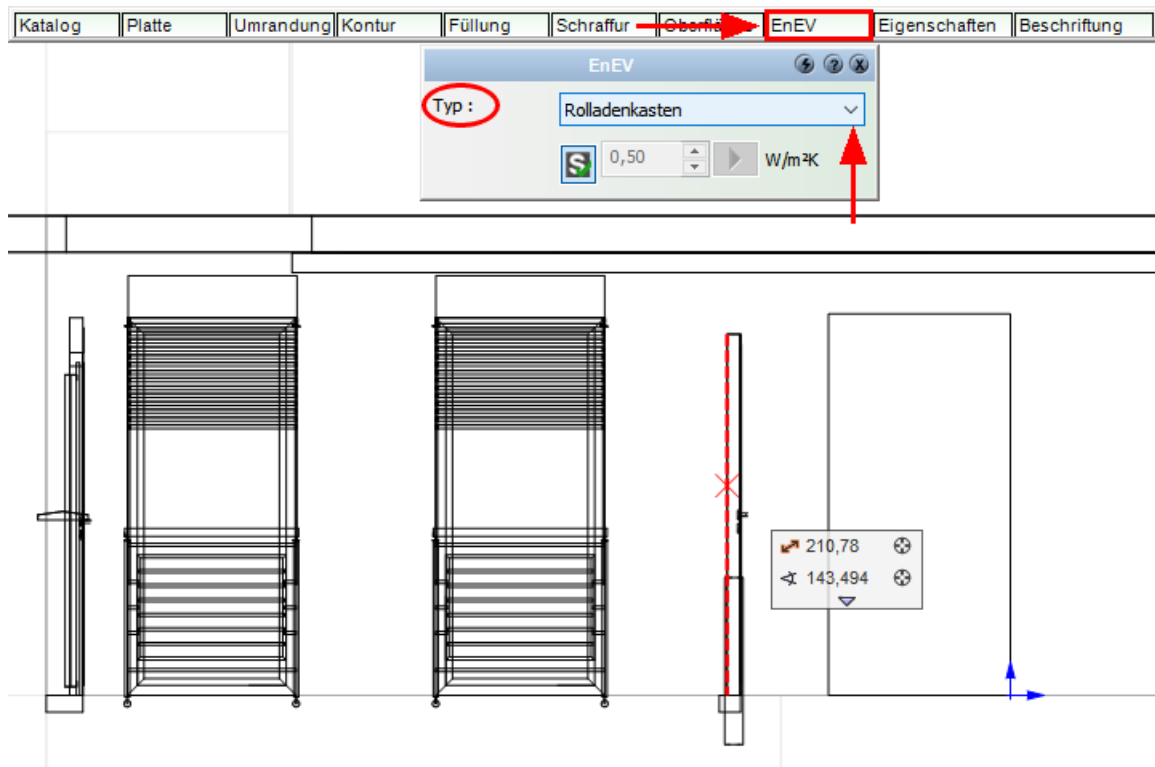 Katalog Platte Umrandung Kontur Füllung Schraffur Oberfläche EnEV Eigenschaften Beschriftung
EnEV
Typ : Rolladenkasten
0,50 W/m²K
210,78
143,494